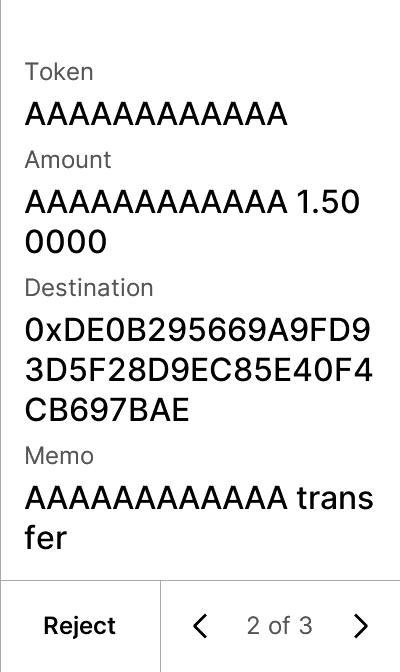 Token
AAAAAAAAAAAA
Amount
AAAAAAAAAAAA 1.50
0000
Destination
0xDE0B295669A9FD9
3D5F28D9EC85E40F4
CB697BAE
Memo
AAAAAAAAAAAA trans
fer
Reject
2 of 3